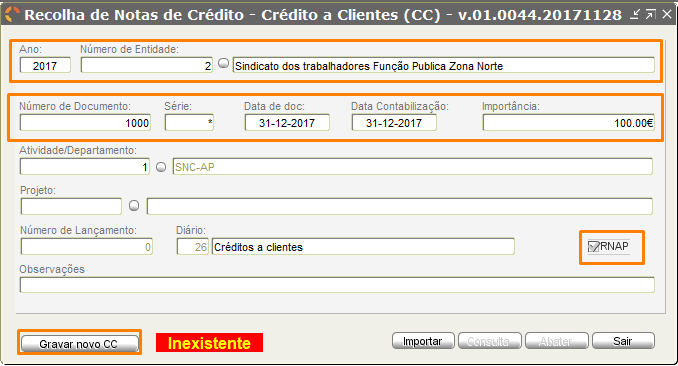 Recolha de Notas de Crédito - Crédito a Clientes (CC) - v.01.0044.20171128
Ano: Número de Entidade:
2017 2 Sindicato dos trabalhadores Função Publica Zona Norte
Número de Documento: Série: Data de doc: Data Contabilização: Importância:
1000 * 31-12-2017 31-12-2017 100.00€
Atividade/Departamento:
1 SNC-AP
Projeto:
Número de Lançamento: Diário:
0 26 Créditos a clientes RNAP
Observações
Gravar novo CC Inexistente Importar Consulta Abater Sair